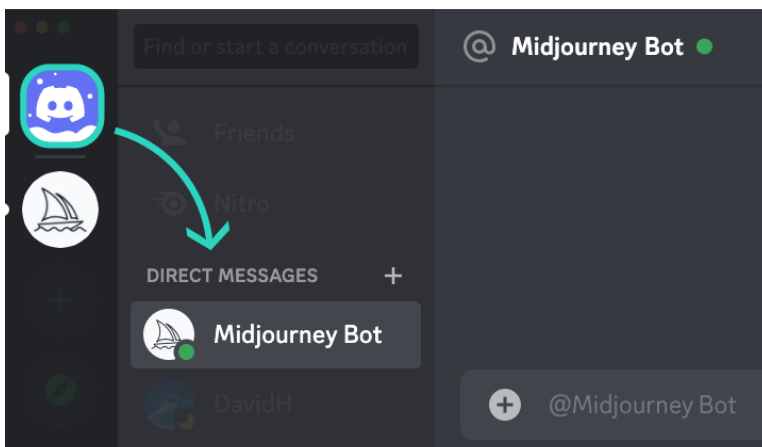 Find or start a conversation
Midjourney Bot
Friends
Nitro
DIRECT MESSAGES +
Midjourney Bot
DavidH
@Midjourney Bot